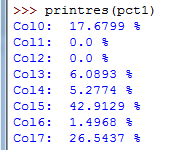 >>> printres(pct1)
Col0:  17.6799 %
Col1:  0.0 %
Col2:  0.0 %
Col3:  6.0893 %
Col4:  5.2774 %
Col5:  42.9129 %
Col6:  1.4968 %
Col7:  26.5437 %